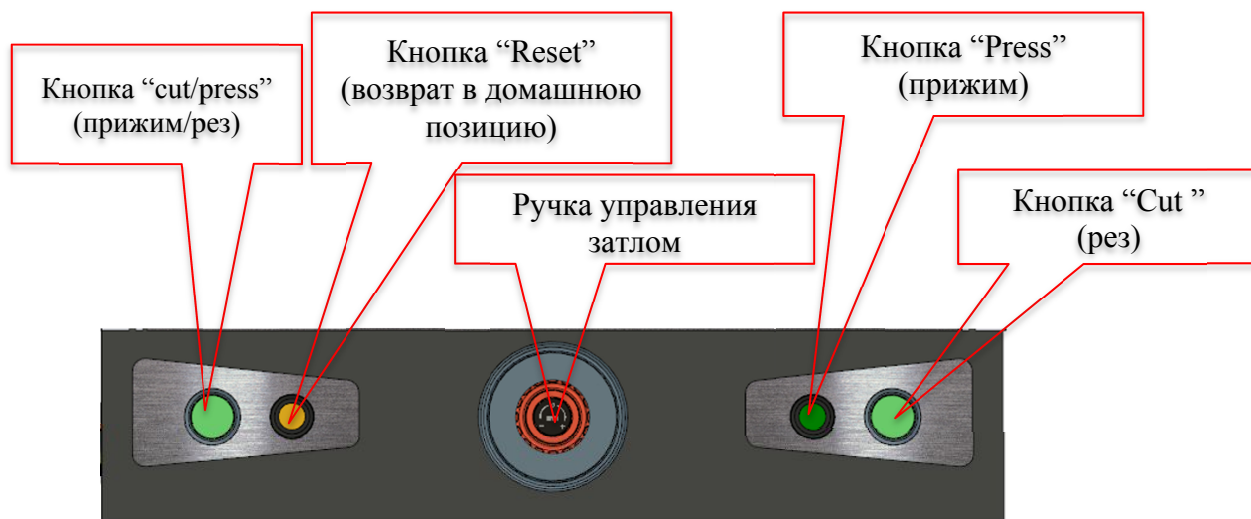 Кнопка “cut/press”
(прижим/рез)
Кнопка “Reset”
(возврат в домашнюю
позицию)
Ручка управления
затлом
Кнопка “Press”
(прижим)
Кнопка “Cut ”
(рез)